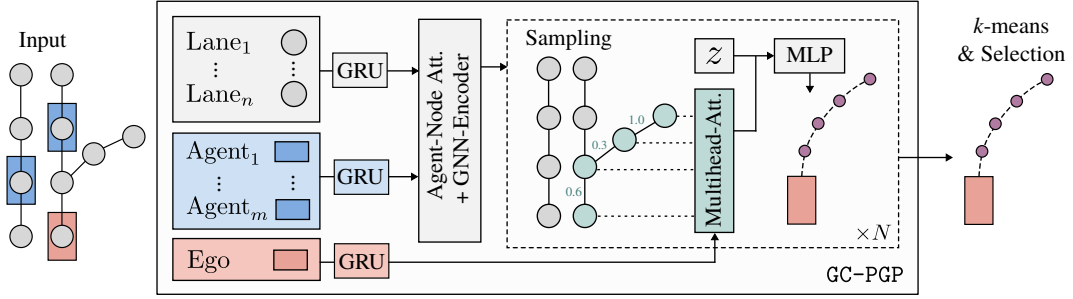 Input
Lane1
⋮
Lanen
GRU
Agent1
⋮ ⋮
Agentm
GRU
Ego
GRU
Agent-Node Att.
+ GNN-Encoder
Sampling
1.0
0.3
0.6
Multihead-Att.
z
MLP
×N
GC-PGP
k-means
& Selection